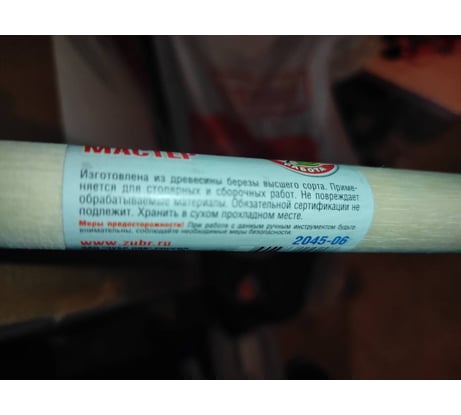 МАСТЕР
РАБОТА
Изготовлена из древесины березы высшего сорта. Приме-
няется для столярных и сборочных работ. Не повреждает
обрабатываемые материалы. Обязательной сертификации не
подлежит. Хранить в сухом прохладном месте.
Меры предосторожности! При работе с данным ручным инструментом будьте
внимательны, соблюдайте необходимые меры безопасности.
www.zubr.ru
2045-06